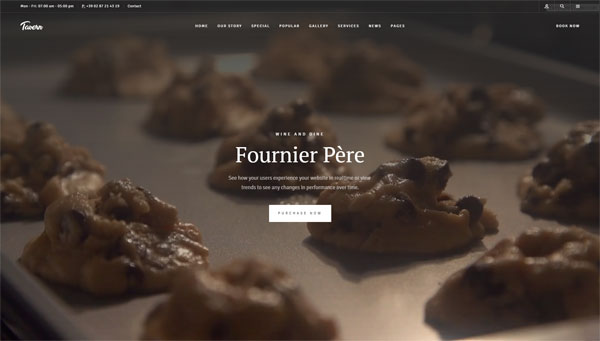 Mon - Fri: 07:00 am - 05:00 pm +39 02 87 21 43 19 Contact
Tavern HOME OUR STORY SPECIAL POPULAR GALLERY SERVICES NEWS PAGES BOOK NOW
WINE AND DINE
Fournier Père
See how your users experience your website in realtime or view
trends to see any changes in performance over time.
PURCHASE NOW